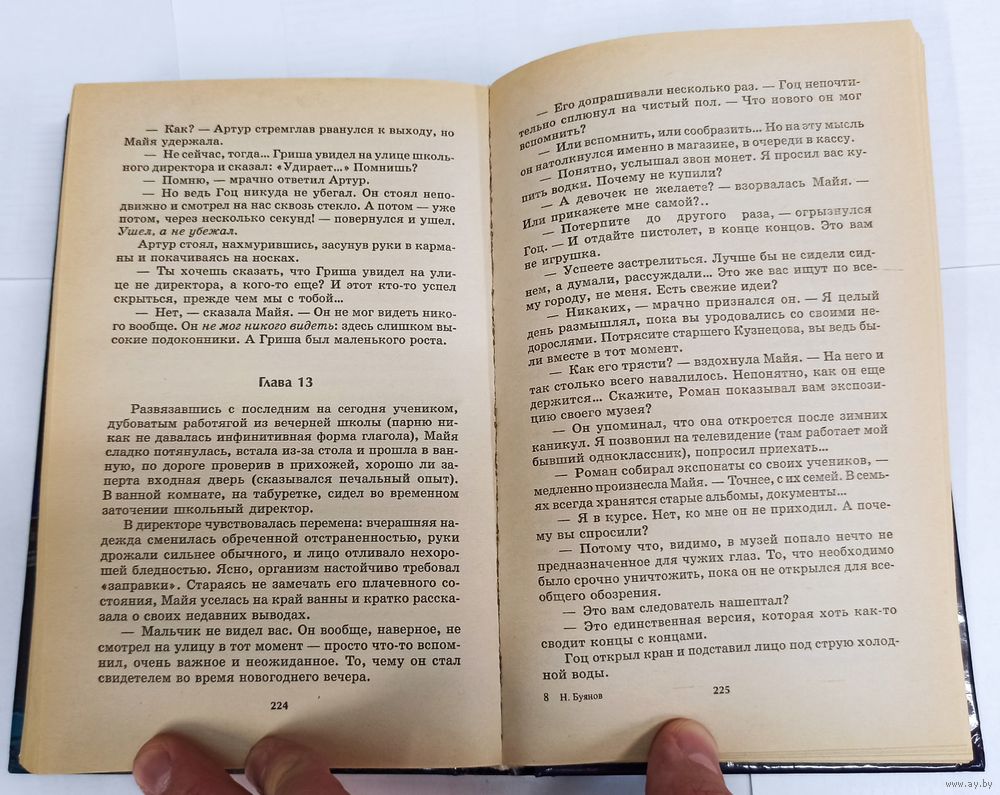 — Как? — Артур стремглав рванулся к выходу, но
Майя удержала.
— Не сейчас, тогда... Гриша увидел на улице школь-
ного директора и сказал: «Удирает...» Помнишь?
— Помню, — мрачно ответил Артур.
— Но ведь Гоц никуда не убегал. Он стоял непо-
движно и смотрел на нас сквозь стекло. А потом — уже
потом, через несколько секунд! — повернулся и ушел.
Ушел, а не убежал.
Артур стоял, нахмурившись, засунув руки в карма-
ны и покачиваясь на носках.
— Ты хочешь сказать, что Гриша увидел на ули-
це не директора, а кого-то еще? И этот кто-то успел
скрыться, прежде чем мы с тобой...
— Нет, — сказала Майя. — Он не мог видеть нико-
го вообще. Он не мог никого видеть: здесь слишком вы-
сокие подоконники. А Гриша был маленького роста.
Глава 13
Развязавшись с последним на сегодня учеником,
дубоватым работягой из вечерней школы (парню ни-
как не давалась инфинитивная форма глагола), Майя
сладко потянулась, встала из-за стола и прошла в ван-
ную, по дороге проверив в прихожей, хорошо ли за-
перта входная дверь (сказывался печальный опыт).
В ванной комнате, на табуретке, сидел во временном
заточении школьный директор.
В директоре чувствовалась перемена: вчерашняя на-
дежда сменилась обреченной отстраненностью, руки
дрожали сильнее обычного, и лицо отливало нехоро-
шей бледностью. Ясно, организм настойчиво требовал
«заправки». Стараясь не замечать его плачевного со-
стояния, Майя уселась на край ванны и кратко расска-
зала о своих недавних выводах.
— Мальчик не видел вас. Он вообще, наверное, не
смотрел на улицу в тот момент — просто что-то вспом-
нил, очень важное и неожиданное. То, чему он стал
свидетелем во время новогоднего вечера.
224
— Его допрашивали несколько раз. — Гоц непочти-
тельно сплюнул на чистый пол. — Что нового он мог
вспомнить?
— Или вспомнить, или сообразить... Но на эту мысль
он натолкнулся именно в магазине, в очереди в кассу.
— Понятно, услышал звон монет. Я просил вас ку-
пить водки. Почему не купили?
— А девочек не желаете? — взорвалась Майя. —
Или прикажете мне самой?..
— Потерпите до другого раза, — огрызнулся
Гоц. — И отдайте пистолет, в конце концов. Это вам
не игрушка.
— Успеете застрелиться. Лучше бы не сидели сид-
нем, а думали, рассуждали... Это же вас ищут по все-
му городу, не меня. Есть свежие идеи?
— Никаких, — мрачно признался он. — Я целый
день размышлял, пока вы уродовались со своими не-
дорослями. Потрясите старшего Кузнецова, вы ведь бы-
ли вместе в тот момент.
— Как его трясти? — вздохнула Майя. — На него и
так столько всего навалилось. Непонятно, как он еще
держится... Скажите, Роман показывал вам экспози-
цию своего музея?
— Он упоминал, что она откроется после зимних
каникул. Я позвонил на телевидение (там работает мой
бывший одноклассник), попросил приехать...
— Роман собирал экспонаты со своих учеников, —
медленно произнесла Майя. — Точнее, с их семей. В семь-
ях всегда хранятся старые альбомы, документы...
— Я в курсе. Нет, ко мне он не приходил. А поче-
му вы спросили?
— Потому что, видимо, в музей попало нечто не
предназначенное для чужих глаз. То, что необходимо
было срочно уничтожить, пока он не открылся для все-
общего обозрения.
— Это вам следователь нашептал?
— Это единственная версия, которая хоть как-то
сводит концы с концами.
Гоц открыл кран и подставил лицо под струю холод-
ной воды.
8 Н. Буянов
225
www.ay.by